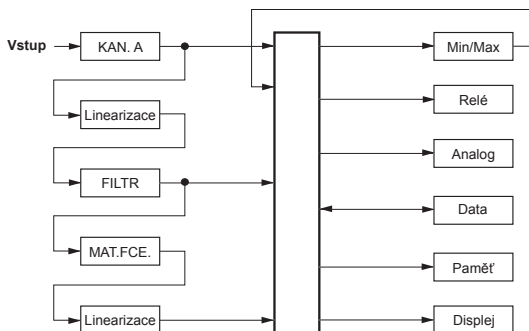 Vstup
KAN. A
Min/Max
Linearizace
Relé
FILTR
Analog
MAT.FCE.
Data
Paměť
Linearizace
Displej